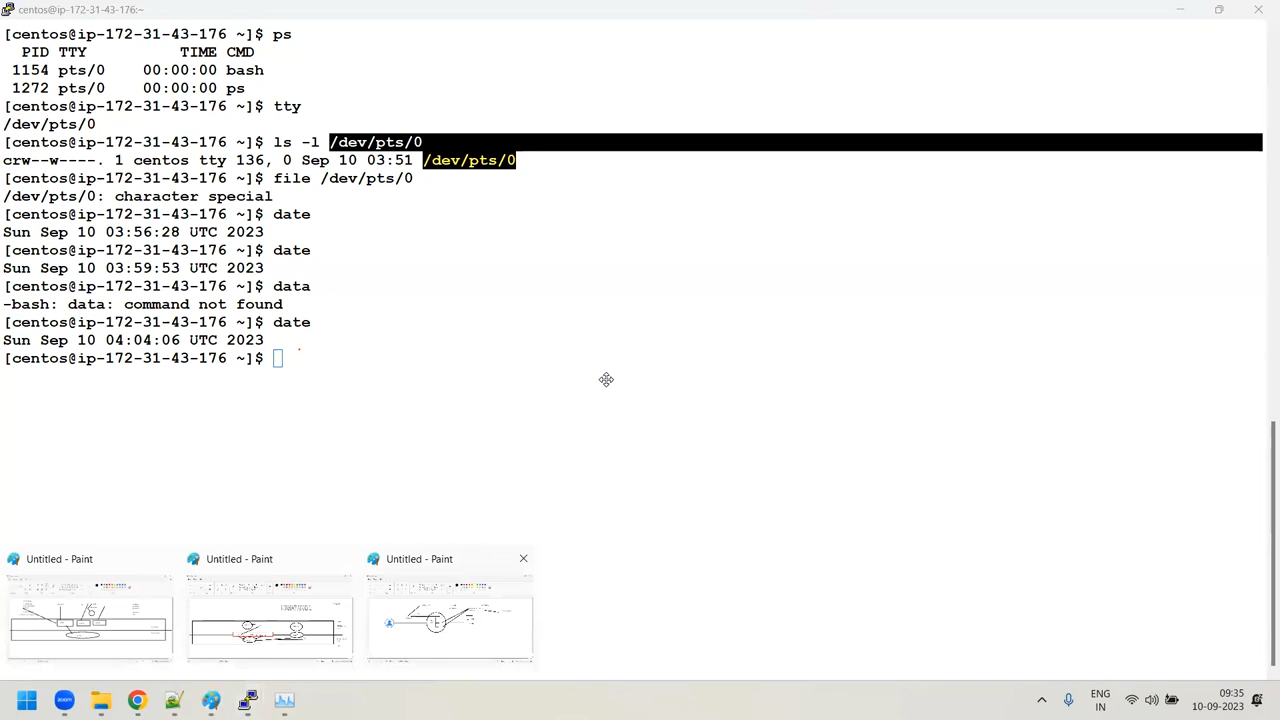 centos@ip-172-31-43-176:~
[centos@ip-172-31-43-176 ~]$ ps
PID TTY TIME CMD
1154 pts/0 00:00:00 bash
1272 pts/0 00:00:00 ps
[centos@ip-172-31-43-176 ~]$ tty
/dev/pts/0
[centos@ip-172-31-43-176 ~]$ ls -l /dev/pts/0
crw--w----. 1 centos tty 136, 0 Sep 10 03:51 /dev/pts/0
[centos@ip-172-31-43-176 ~]$ file /dev/pts/0
/dev/pts/0: character special
[centos@ip-172-31-43-176 ~]$ date
Sun Sep 10 03:56:28 UTC 2023
[centos@ip-172-31-43-176 ~]$ date
Sun Sep 10 03:59:53 UTC 2023
[centos@ip-172-31-43-176 ~]$ data
-bash: data: command not found
[centos@ip-172-31-43-176 ~]$ date
Sun Sep 10 04:04:06 UTC 2023
[centos@ip-172-31-43-176 ~]$
Untitled - Paint Untitled - Paint Untitled - Paint
zoom
ENG
IN
09:35
10-09-2023